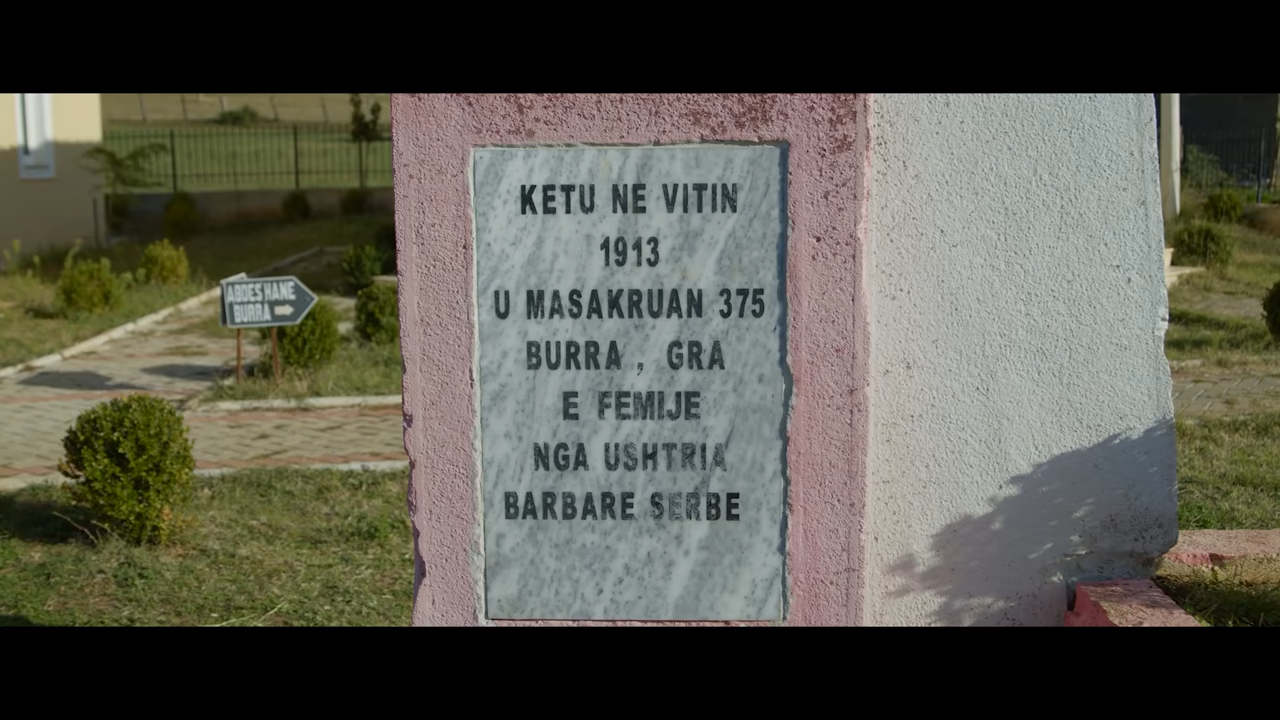 KETU NE VITIN
1913
U MASAKRUAN 375
BURRA , GRA
E FEMIJE
NGA USHTRIA
BARBARE SERBE
ABDES'HANE
BURRA